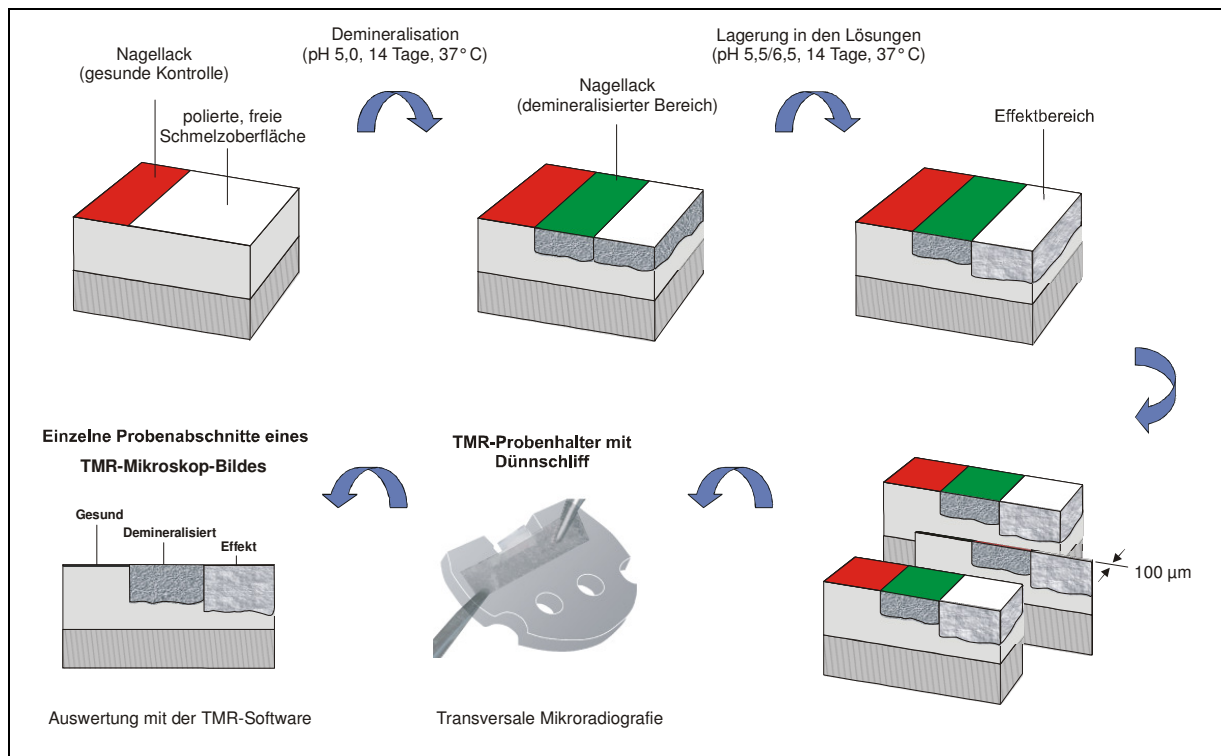 Nagellack
(gesunde Kontrolle)
polierte, freie
Schmelzoberfläche
Demineralisation
(pH 5,0, 14 Tage, 37° C)
Nagellack
(demineralisierter Bereich)
Lagerung in den Lösungen
(pH 5,5/6,5, 14 Tage, 37° C)
Effektbereich
100 µm
TMR-Probenhalter mit
Dünnschliff
Transversale Mikroradiografie
Einzelne Probenabschnitte eines
TMR-Mikroskop-Bildes
Gesund
Demineralisiert
Effekt
Auswertung mit der TMR-Software